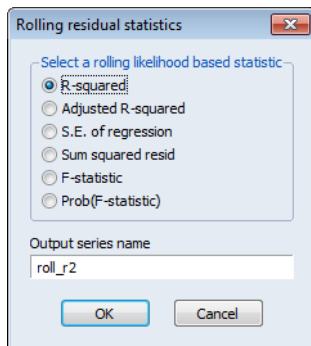 Rolling residual statistics
Select a rolling likelihood based statistic
R-squared
Adjusted R-squared
S.E. of regression
Sum squared resid
F-statistic
Prob(F-statistic)
Output series name
roll_r2
OK Cancel